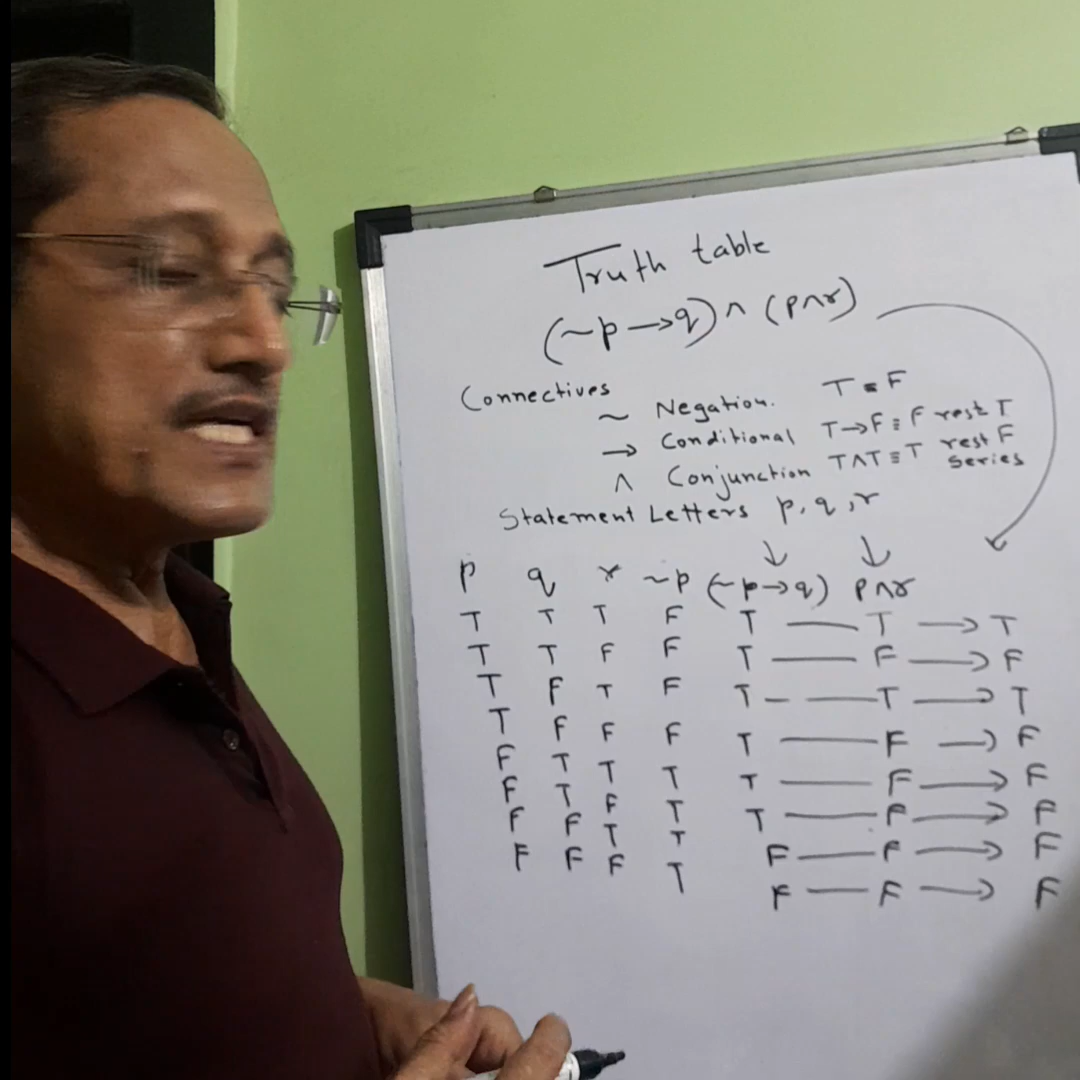 Truth table
(~p→q)∧(p∧r)
Connectives
~ Negation. T ≡ F
→ Conditional T→F≡F rest T
∧ Conjunction T∧T≡T rest F
series
Statement Letters p, q, r
↓ ↓
p q r ~p (~p→q) p∧r
T T T F T — T → T
T T F F T — F → F
T F T F T — — T → T
T F F F T — F → F
F T T T T — F → F
F T F T T — F → F
F F T T F — F → F
F F F T F — F → F